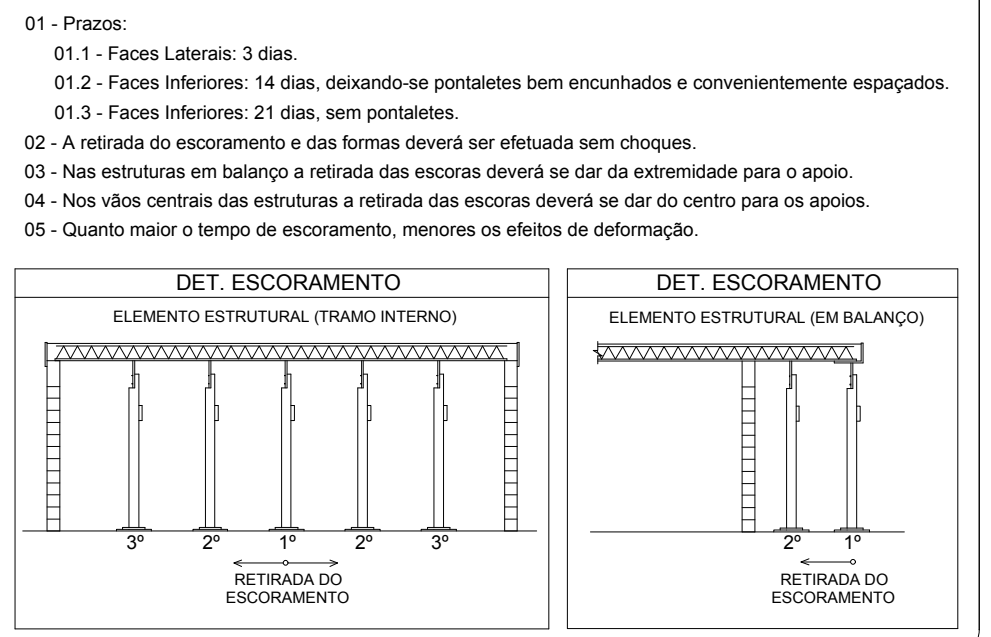 01 - Prazos:
01.1 - Faces Laterais: 3 dias.
01.2 - Faces Inferiores: 14 dias, deixando-se pontaletes bem encunhados e convenientemente espaçados.
01.3 - Faces Inferiores: 21 dias, sem pontaletes.
02 - A retirada do escoramento e das formas deverá ser efetuada sem choques.
03 - Nas estruturas em balanço a retirada das escoras deverá se dar da extremidade para o apoio.
04 - Nos vãos centrais das estruturas a retirada das escoras deverá se dar do centro para os apoios.
05 - Quanto maior o tempo de escoramento, menores os efeitos de deformação.
DET. ESCORAMENTO
ELEMENTO ESTRUTURAL (TRAMO INTERNO)
3º 2º 1º 2º 3º
RETIRADA DO
ESCORAMENTO
DET. ESCORAMENTO
ELEMENTO ESTRUTURAL (EM BALANÇO)
2º 1º
RETIRADA DO
ESCORAMENTO